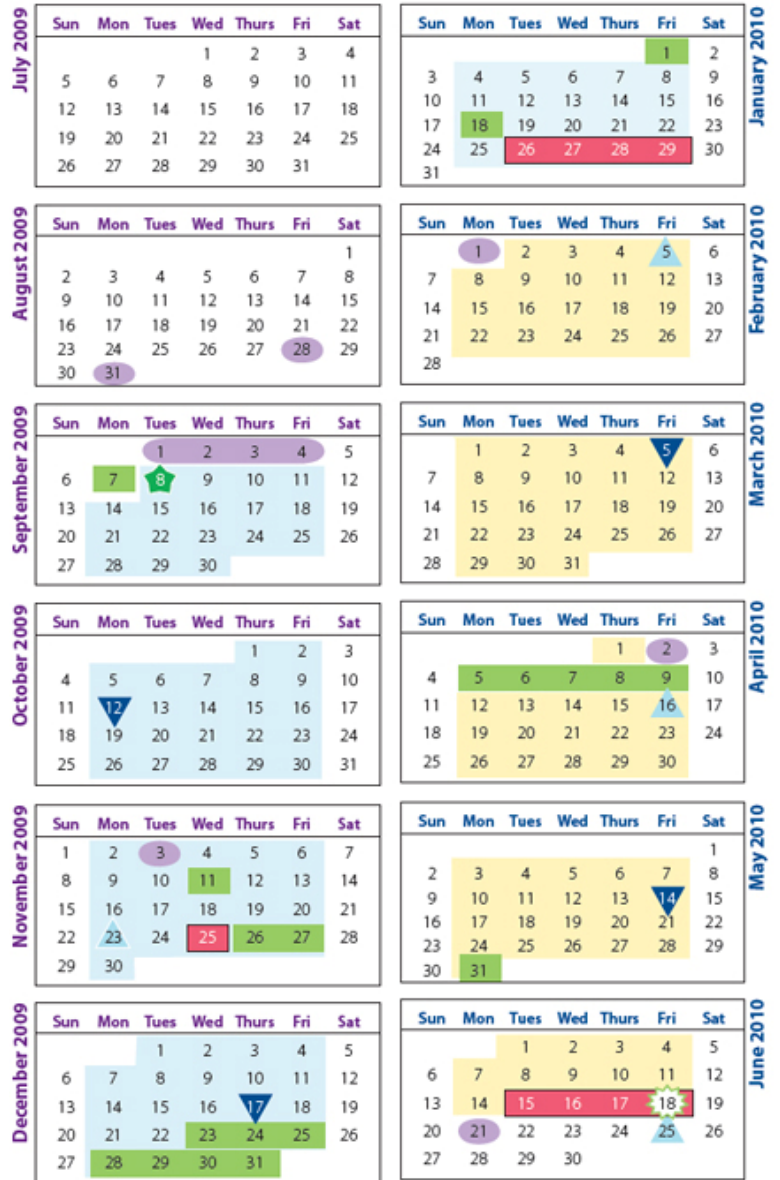 July 2009
Sun Mon Tues Wed Thurs Fri Sat
1 2 3 4
5 6 7 8 9 10 11
12 13 14 15 16 17 18
19 20 21 22 23 24 25
26 27 28 29 30 31
August 2009
Sun Mon Tues Wed Thurs Fri Sat
1
2 3 4 5 6 7 8
9 10 11 12 13 14 15
16 17 18 19 20 21 22
23 24 25 26 27 28 29
30 31
September 2009
Sun Mon Tues Wed Thurs Fri Sat
1 2 3 4 5
6 7 8 9 10 11 12
13 14 15 16 17 18 19
20 21 22 23 24 25 26
27 28 29 30
October 2009
Sun Mon Tues Wed Thurs Fri Sat
1 2 3
4 5 6 7 8 9 10
11 12 13 14 15 16 17
18 19 20 21 22 23 24
25 26 27 28 29 30 31
November 2009
Sun Mon Tues Wed Thurs Fri Sat
1 2 3 4 5 6 7
8 9 10 11 12 13 14
15 16 17 18 19 20 21
22 23 24 25 26 27 28
29 30
December 2009
Sun Mon Tues Wed Thurs Fri Sat
1 2 3 4 5
6 7 8 9 10 11 12
13 14 15 16 17 18 19
20 21 22 23 24 25 26
27 28 29 30 31
January 2010
Sun Mon Tues Wed Thurs Fri Sat
1 2
3 4 5 6 7 8 9
10 11 12 13 14 15 16
17 18 19 20 21 22 23
24 25 26 27 28 29 30
31
February 2010
Sun Mon Tues Wed Thurs Fri Sat
1 2 3 4 5 6
7 8 9 10 11 12 13
14 15 16 17 18 19 20
21 22 23 24 25 26 27
28
March 2010
Sun Mon Tues Wed Thurs Fri Sat
1 2 3 4 5 6
7 8 9 10 11 12 13
14 15 16 17 18 19 20
21 22 23 24 25 26 27
28 29 30 31
April 2010
Sun Mon Tues Wed Thurs Fri Sat
1 2 3
4 5 6 7 8 9 10
11 12 13 14 15 16 17
18 19 20 21 22 23 24
25 26 27 28 29 30
May 2010
Sun Mon Tues Wed Thurs Fri Sat
1
2 3 4 5 6 7 8
9 10 11 12 13 14 15
16 17 18 19 20 21 22
23 24 25 26 27 28 29
30 31
June 2010
Sun Mon Tues Wed Thurs Fri Sat
1 2 3 4 5
6 7 8 9 10 11 12
13 14 15 16 17 18 19
20 21 22 23 24 25 26
27 28 29 30